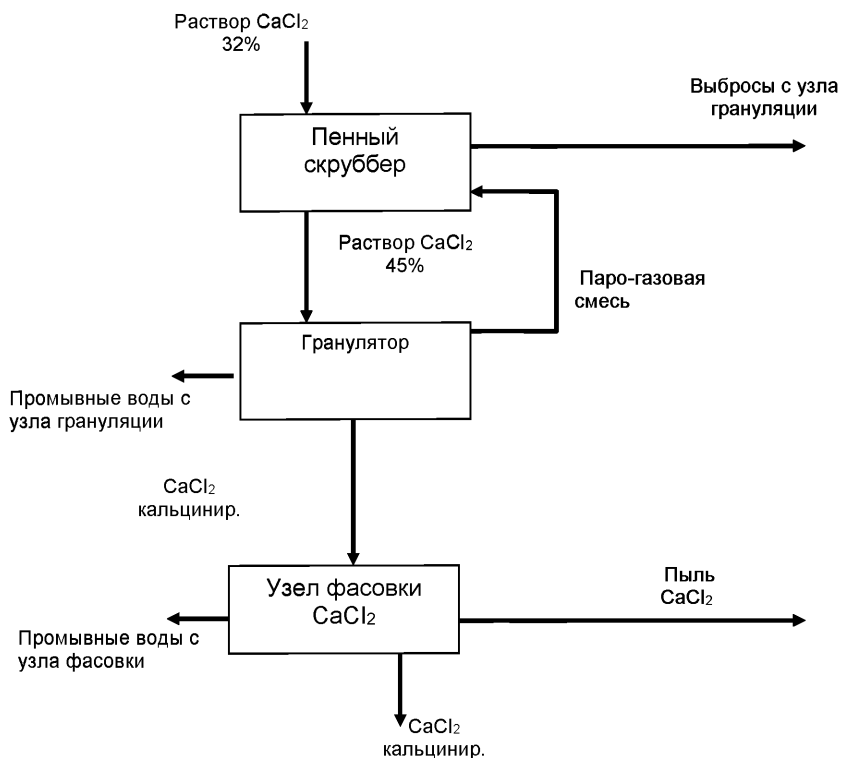 Раствор CaCl₂
32%
Выбросы с узла
грануляции
Пенный
скруббер
Раствор CaCl₂
45%
Паро-газовая
смесь
Гранулятор
Промывные воды с
узла грануляции
CaCl₂
кальцинир.
Узел фасовки
CaCl₂
Пыль
CaCl₂
Промывные воды с
узла фасовки
CaCl₂
кальцинир.